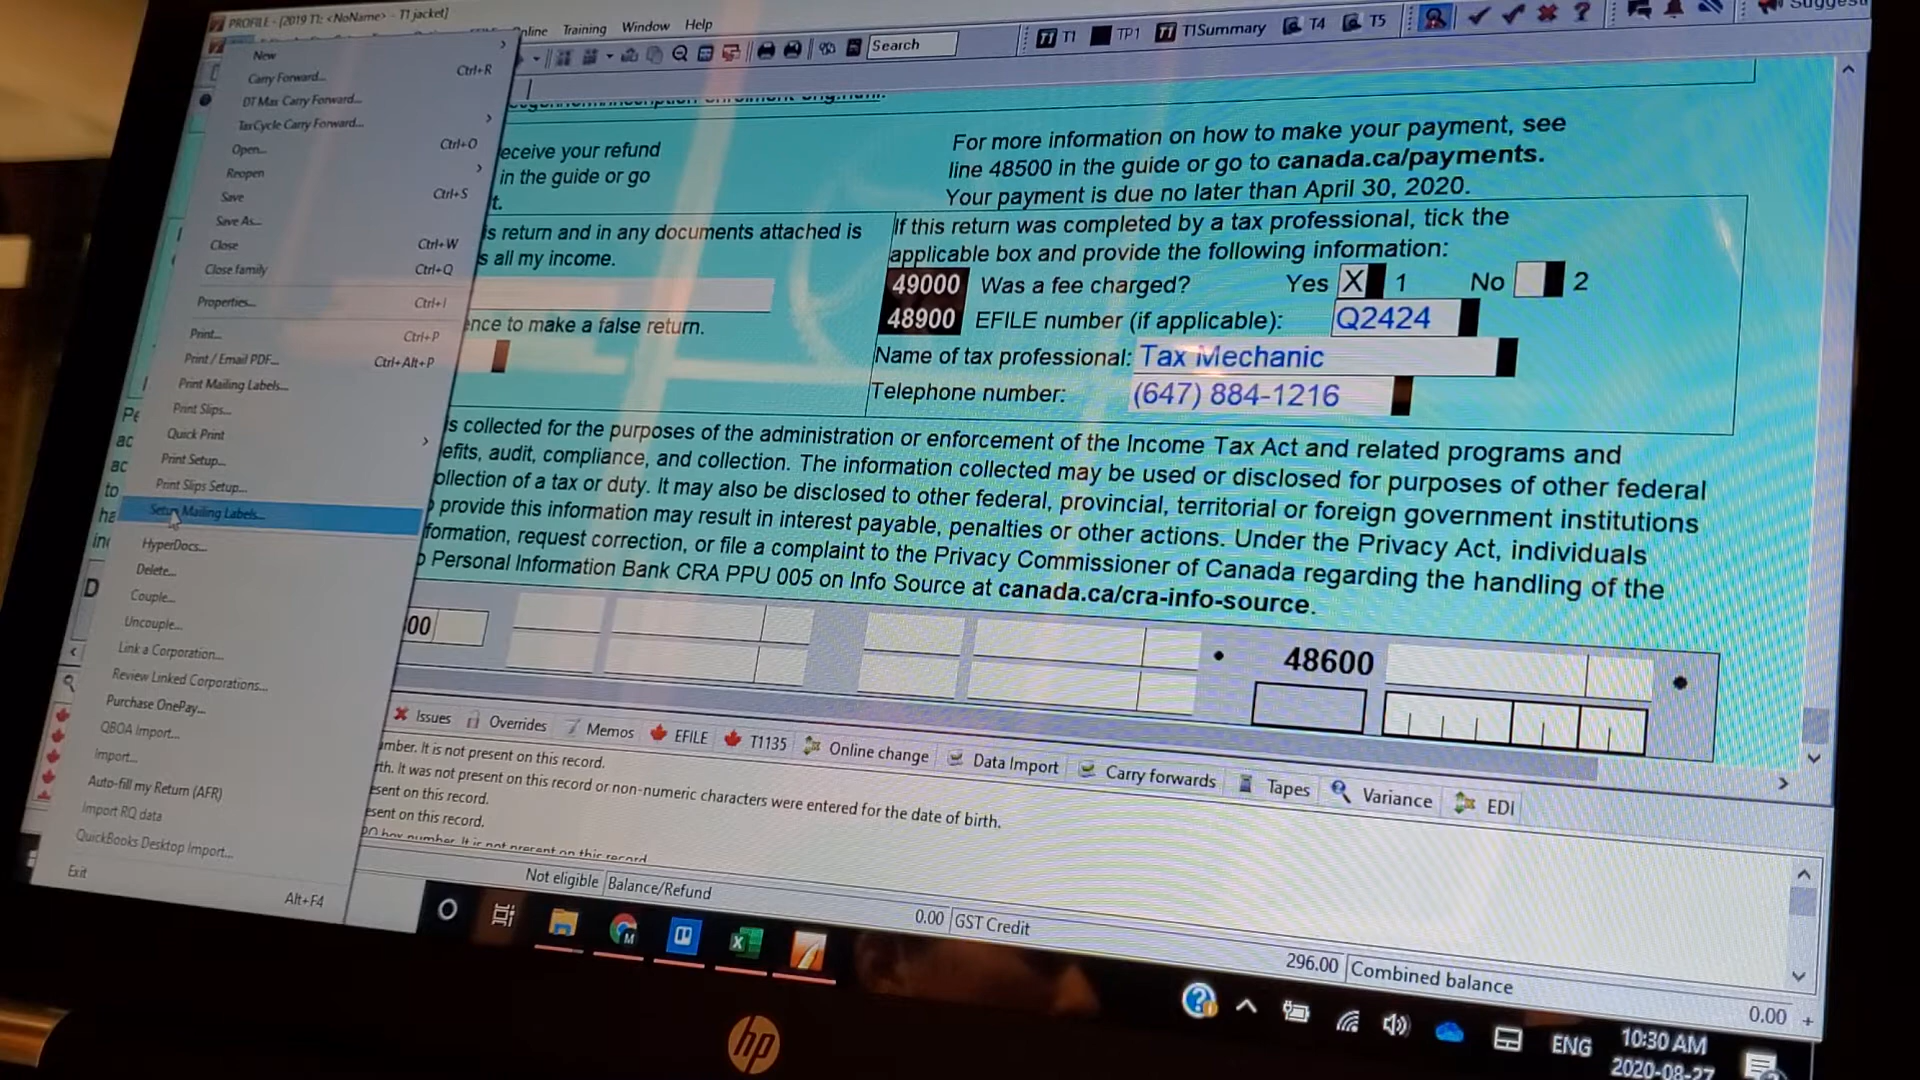 PROFILE - [2019 T1: <NoName> - T1 jacket]
Online Training Window Help
Search
T1 TP1 T1Summary T4 T5
New
Carry Forward... Ctrl+R
DT Max Carry Forward...
TaxCycle Carry Forward...
Open... Ctrl+O
Reopen
Save Ctrl+S
Save As...
Close Ctrl+W
Close family Ctrl+Q
Properties... Ctrl+I
Print... Ctrl+P
Print / Email PDF... Ctrl+Alt+P
Print Mailing Labels...
Print Slips...
Quick Print
Print Setup...
Print Slips Setup...
Setup Mailing Labels...
HyperDocs...
Delete...
Couple...
Uncouple...
Link a Corporation...
Review Linked Corporations...
Purchase OnePay...
QBOA Import...
Import...
Auto-fill my Return (AFR)
Import RQ data
QuickBooks Desktop Import...
Exit Alt+F4
eceive your refund
in the guide or go
t.
For more information on how to make your payment, see
line 48500 in the guide or go to canada.ca/payments.
Your payment is due no later than April 30, 2020.
is return and in any documents attached is
s all my income.
ence to make a false return.
If this return was completed by a tax professional, tick the
applicable box and provide the following information:
49000 Was a fee charged? Yes X 1 No 2
48900 EFILE number (if applicable): Q2424
Name of tax professional: Tax Mechanic
Telephone number: (647) 884-1216
is collected for the purposes of the administration or enforcement of the Income Tax Act and related programs and
efits, audit, compliance, and collection. The information collected may be used or disclosed for purposes of other federal
ollection of a tax or duty. It may also be disclosed to other federal, provincial, territorial or foreign government institutions
o provide this information may result in interest payable, penalties or other actions. Under the Privacy Act, individuals
formation, request correction, or file a complaint to the Privacy Commissioner of Canada regarding the handling of the
o Personal Information Bank CRA PPU 005 on Info Source at canada.ca/cra-info-source.
00
48600
Issues Overrides Memos EFILE T1135 Online change Data Import Carry forwards Tapes Variance EDI
umber. It is not present on this record.
rth. It was not present on this record or non-numeric characters were entered for the date of birth.
esent on this record.
esent on this record.
PO box number. It is not present on this record
Not eligible Balance/Refund 0.00 GST Credit 296.00 Combined balance 0.00
ENG
10:30 AM
2020-08-27
hp